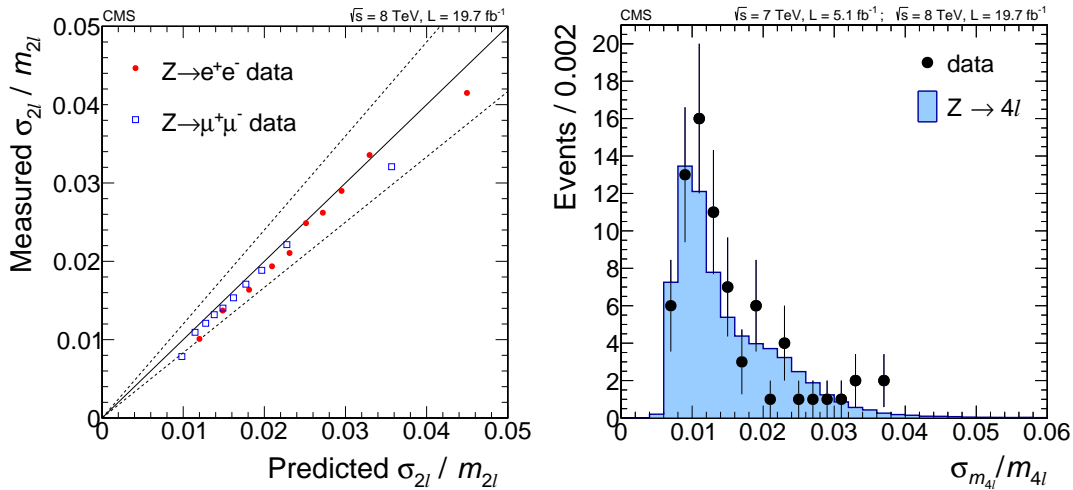 CMS √s = 8 TeV, L = 19.7 fb⁻¹
Measured σ₂ₗ / m₂ₗ
0.05
0.04
0.03
0.02
0.01
0
Z→e⁺e⁻ data
Z→μ⁺μ⁻ data
0 0.01 0.02 0.03 0.04 0.05
Predicted σ₂ₗ / m₂ₗ
CMS √s = 7 TeV, L = 5.1 fb⁻¹ ; √s = 8 TeV, L = 19.7 fb⁻¹
Events / 0.002
20
18
16
14
12
10
8
6
4
2
0
data
Z → 4l
0 0.01 0.02 0.03 0.04 0.05 0.06
σ_{m₄ₗ}/m₄ₗ